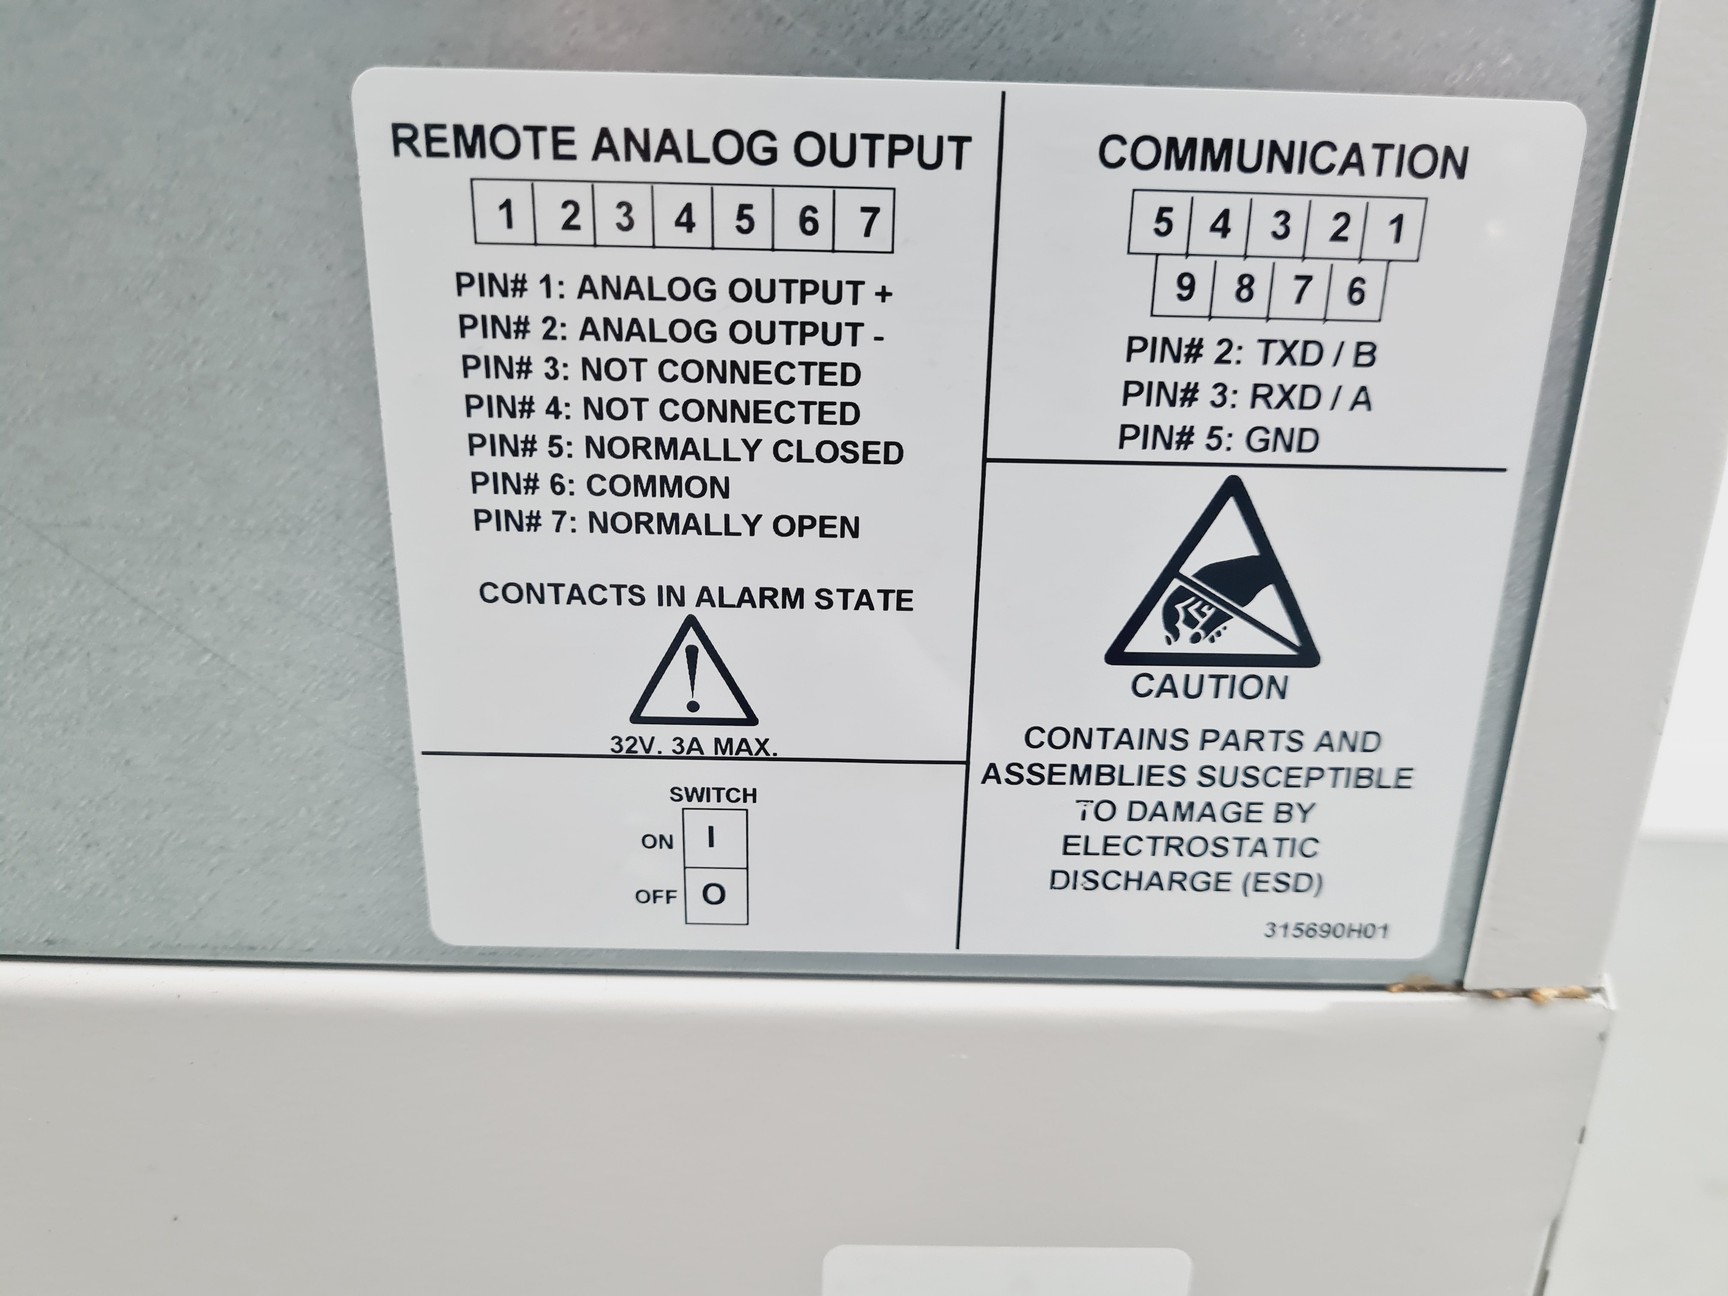 REMOTE ANALOG OUTPUT
1 2 3 4 5 6 7
PIN# 1: ANALOG OUTPUT +
PIN# 2: ANALOG OUTPUT -
PIN# 3: NOT CONNECTED
PIN# 4: NOT CONNECTED
PIN# 5: NORMALLY CLOSED
PIN# 6: COMMON
PIN# 7: NORMALLY OPEN
CONTACTS IN ALARM STATE
!
32V. 3A MAX.
SWITCH
ON I
OFF O
COMMUNICATION
5 4 3 2 1
9 8 7 6
PIN# 2: TXD / B
PIN# 3: RXD / A
PIN# 5: GND
CAUTION
CONTAINS PARTS AND
ASSEMBLIES SUSCEPTIBLE
TO DAMAGE BY
ELECTROSTATIC
DISCHARGE (ESD)
315690H01